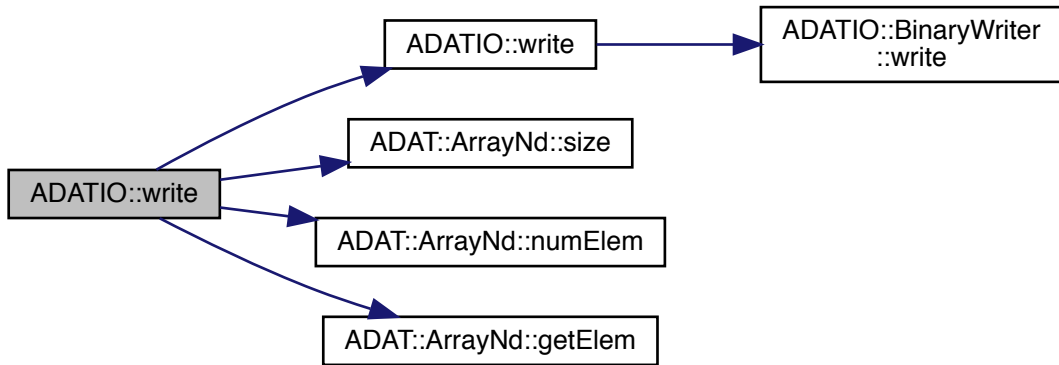 ADATIO::write
ADATIO::write
ADATIO::BinaryWriter
::write
ADAT::ArrayNd::size
ADAT::ArrayNd::numElem
ADAT::ArrayNd::getElem